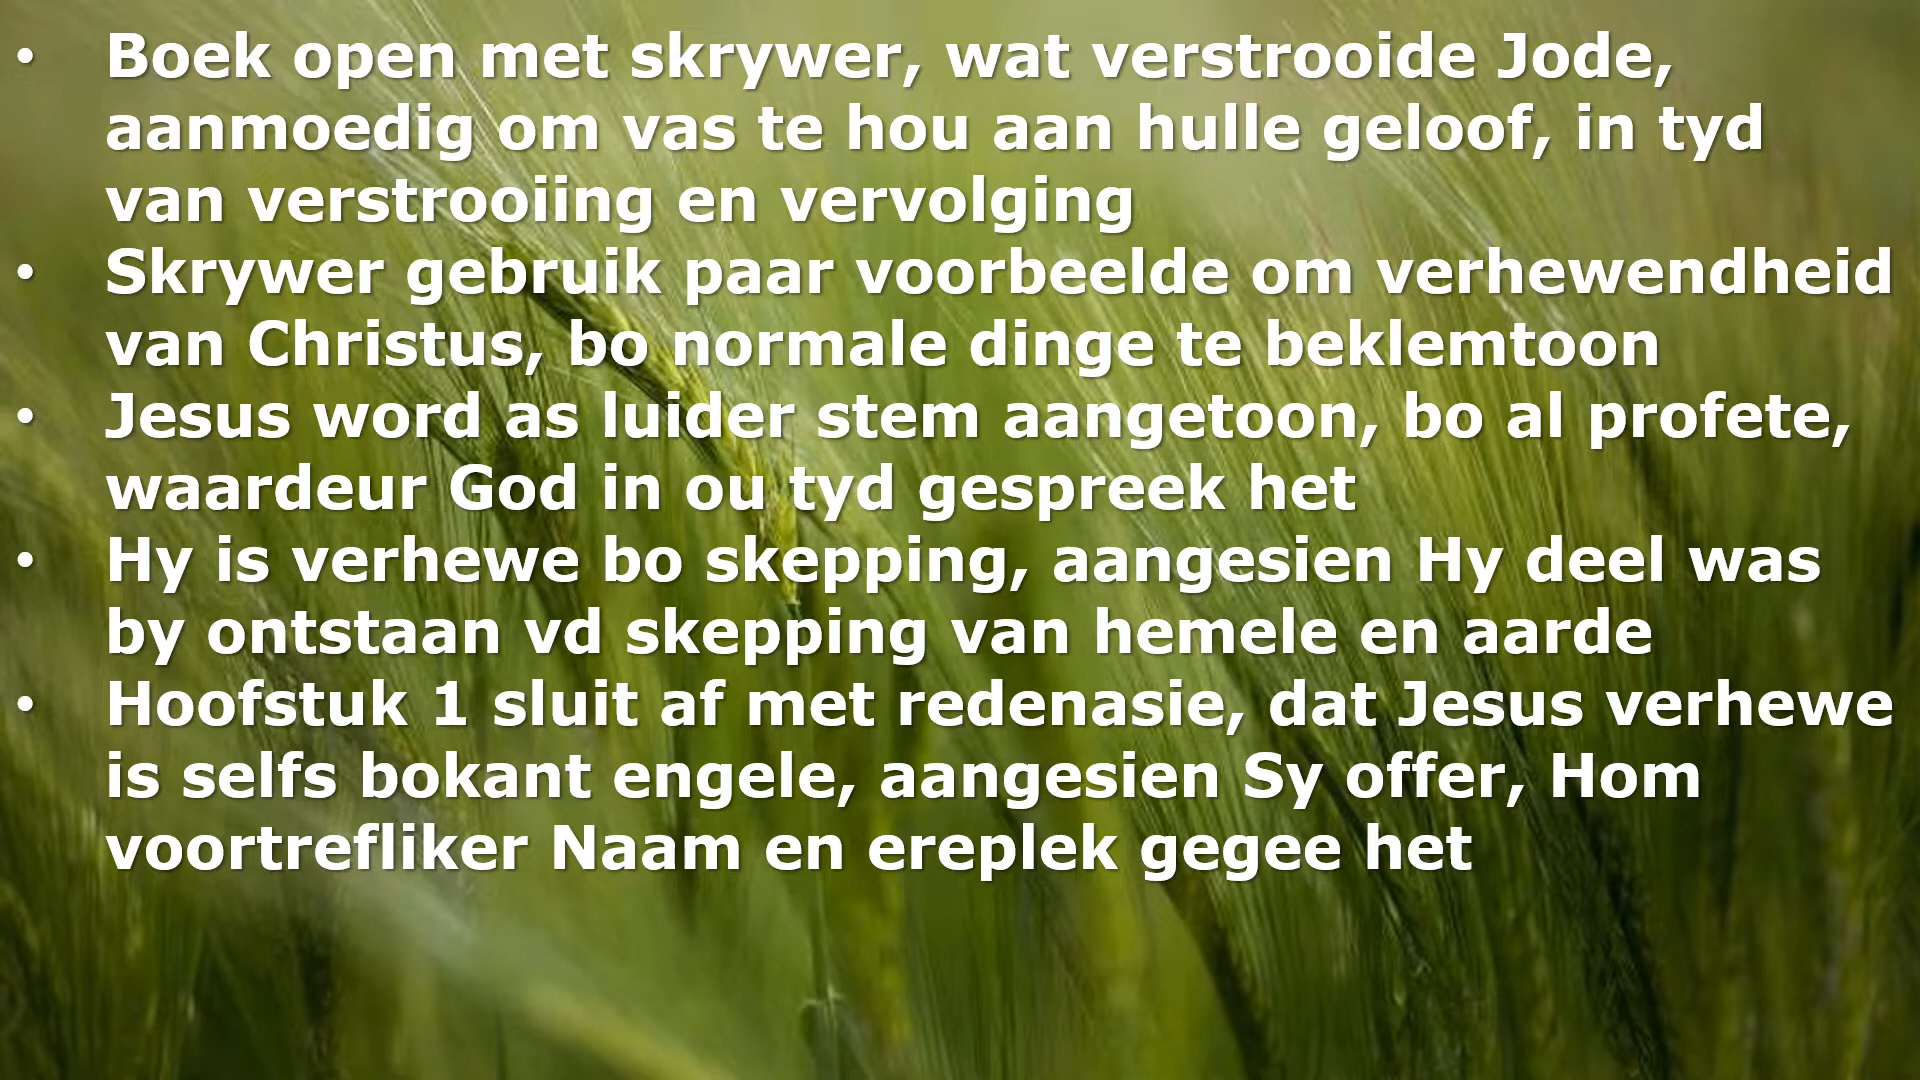 • Boek open met skrywer, wat verstrooide Jode,
aanmoedig om vas te hou aan hulle geloof, in tyd
van verstrooiing en vervolging
• Skrywer gebruik paar voorbeelde om verhewendheid
van Christus, bo normale dinge te beklemtoon
• Jesus word as luider stem aangetoon, bo al profete,
waardeur God in ou tyd gespreek het
• Hy is verhewe bo skepping, aangesien Hy deel was
by ontstaan vd skepping van hemele en aarde
• Hoofstuk 1 sluit af met redenasie, dat Jesus verhewe
is selfs bokant engele, aangesien Sy offer, Hom
voortrefliker Naam en ereplek gegee het